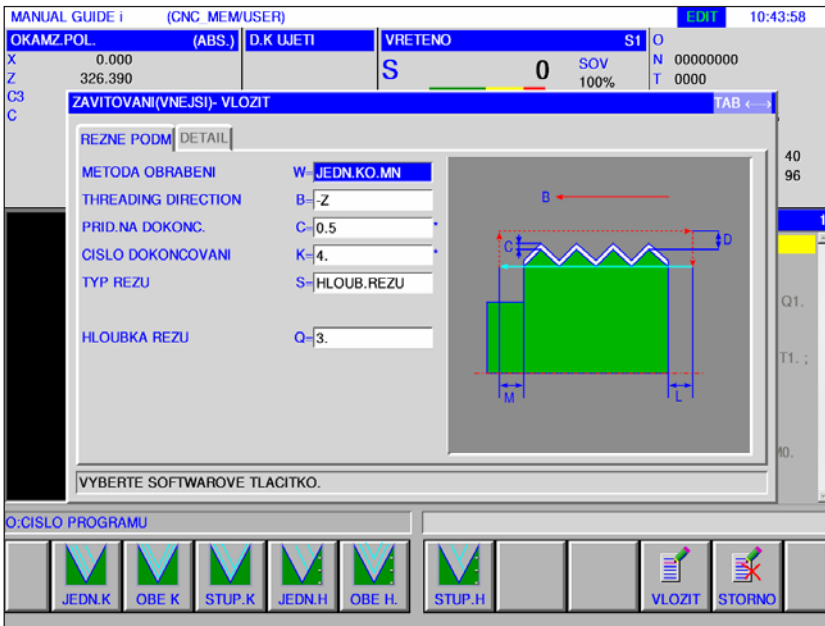 MANUAL GUIDE i (CNC_MEM/USER) EDIT 10:43:58
OKAMZ.POL. (ABS.) D.K UJETI VRETENO S1 O
X 0.000 S 0 SOV 100% N 00000000
Z 326.390 T 0000
C3
C
ZAVITOVANI(VNEJSI)- VLOZIT TAB ←→
REZNE PODM DETAIL
METODA OBRABENI W= JEDN.KO.MN
THREADING DIRECTION B= -Z
PRID.NA DOKONC. C= 0.5 *
CISLO DOKONCOVANI K= 4. *
TYP REZU S= HLOUB.REZU
HLOUBKA REZU Q= 3.
B
C
D
M
L
40
96
1
Q1.
T1. ;
M0.
VYBERTE SOFTWAROVE TLACITKO.
O:CISLO PROGRAMU
JEDN.K OBE K STUP.K JEDN.H OBE H. STUP.H VLOZIT STORNO